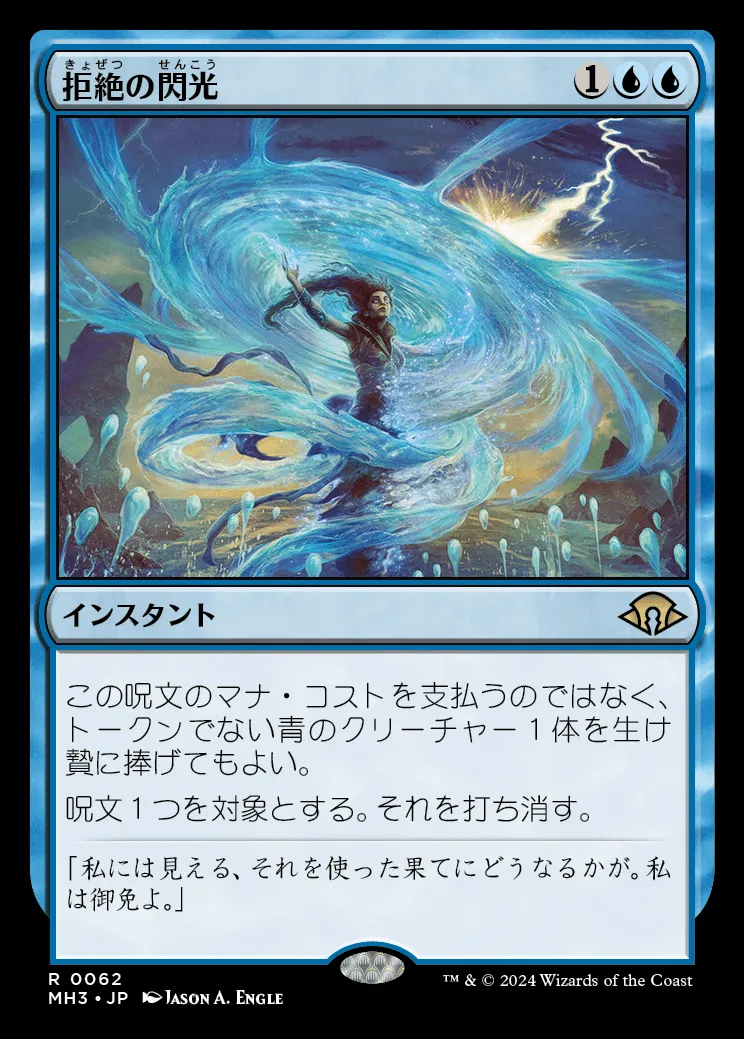 きょぜつ せんこう
拒絶の閃光
1
インスタント
この呪文のマナ・コストを支払うのではなく、
トークンでない青のクリーチャー1体を生け
贄に捧げてもよい。
呪文1つを対象とする。それを打ち消す。
「私には見える、それを使った果てにどうなるかが。私
は御免よ。」
R 0062
MH3・JP JASON A. ENGLE
™ & © 2024 Wizards of the Coast